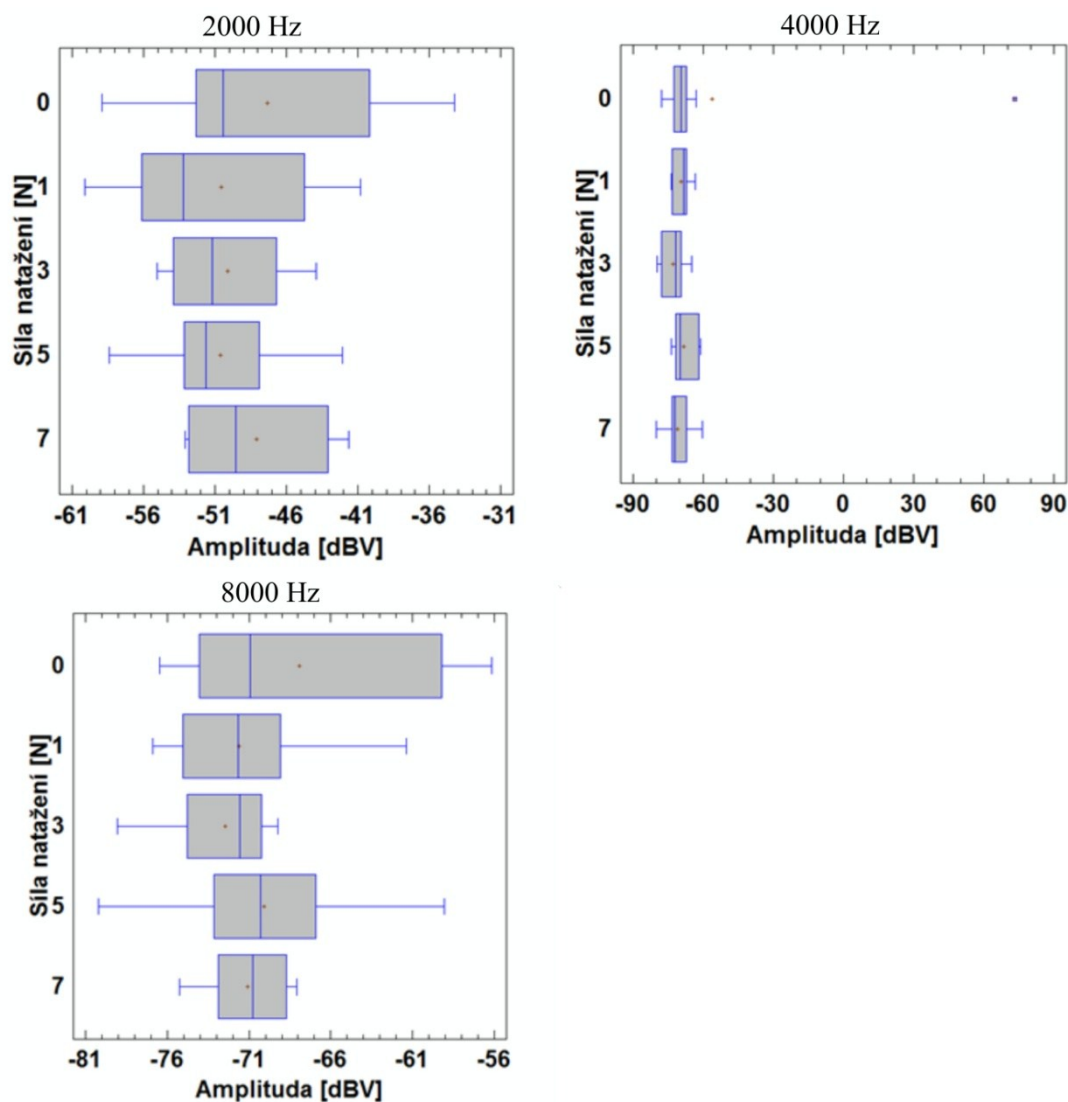 2000 Hz
Síla natažení [N]
0
1
3
5
7
-61 -56 -51 -46 -41 -36 -31
Amplituda [dBV]
4000 Hz
Síla natažení [N]
0
1
3
5
7
-90 -60 -30 0 30 60 90
Amplituda [dBV]
8000 Hz
Síla natažení [N]
0
1
3
5
7
-81 -76 -71 -66 -61 -56
Amplituda [dBV]